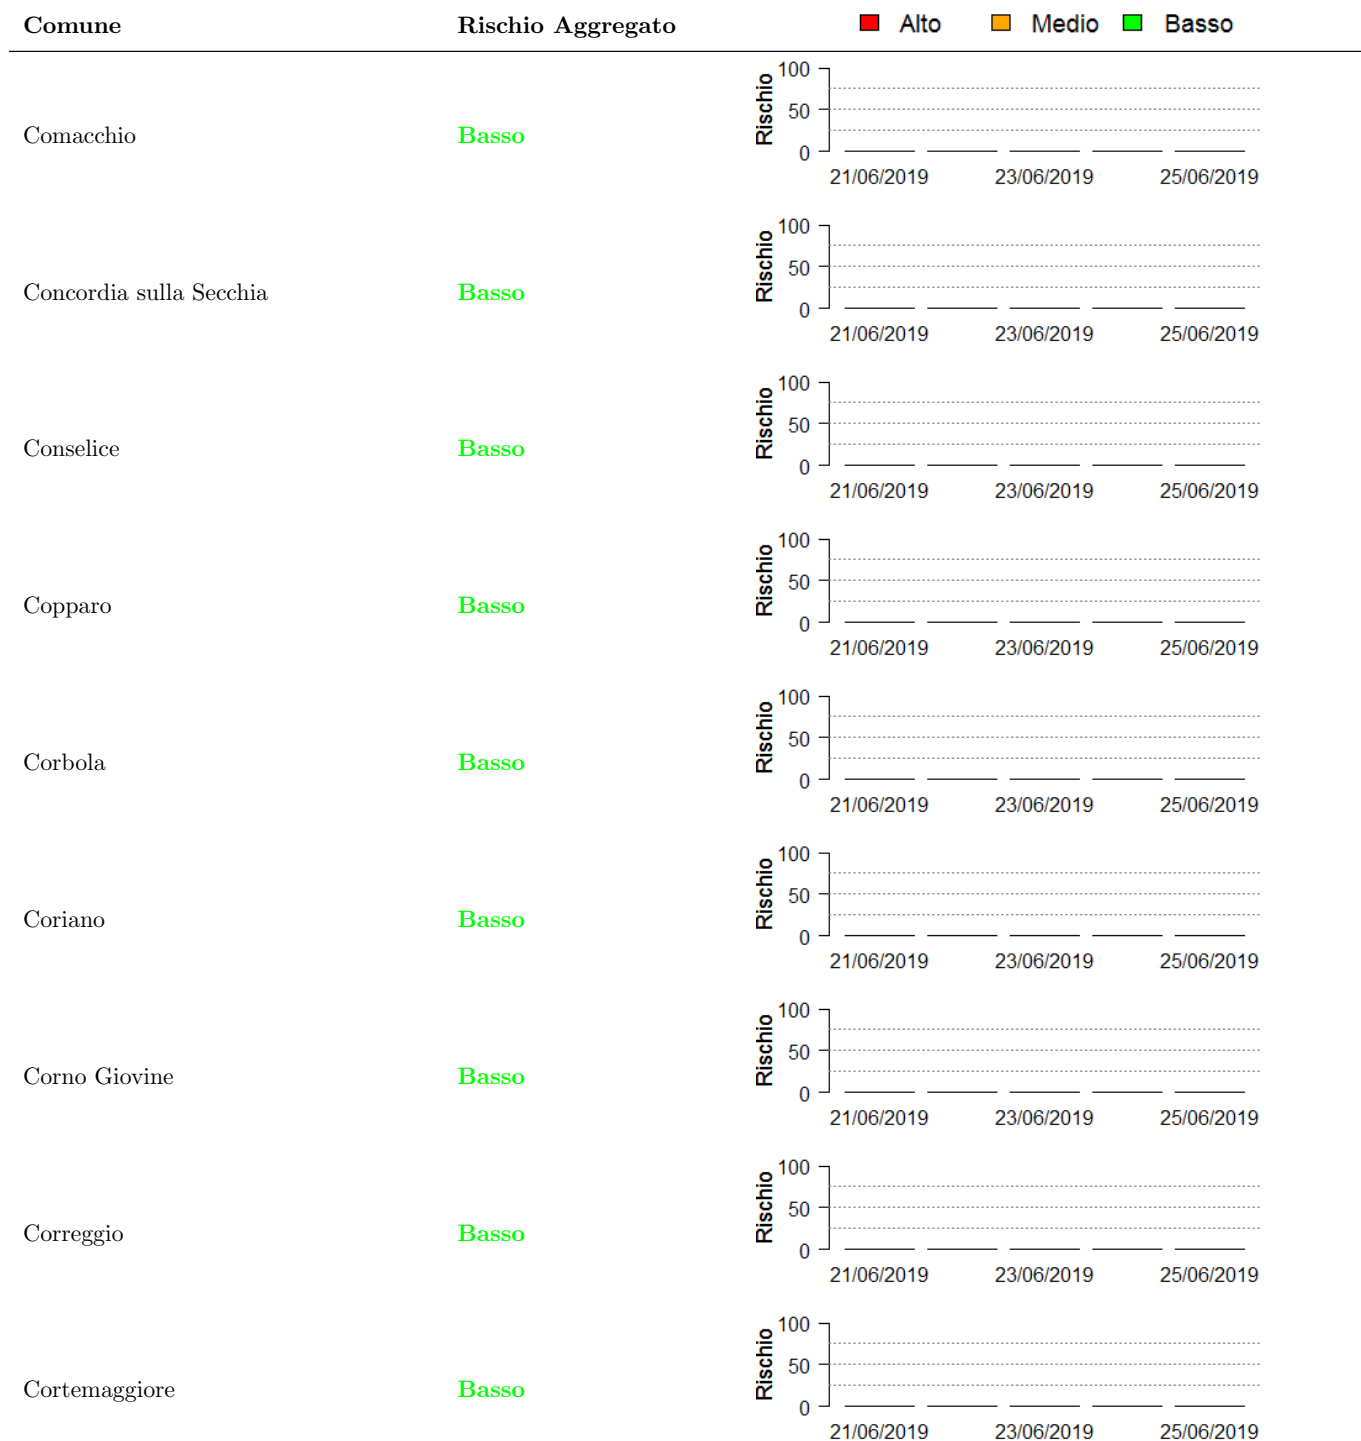 Comune Rischio Aggregato Alto Medio Basso
100
50
0
Rischio
Comacchio Basso
21/06/2019 23/06/2019 25/06/2019
100
50
0
Rischio
Concordia sulla Secchia Basso
21/06/2019 23/06/2019 25/06/2019
100
50
0
Rischio
Conselice Basso
21/06/2019 23/06/2019 25/06/2019
100
50
0
Rischio
Copparo Basso
21/06/2019 23/06/2019 25/06/2019
100
50
0
Rischio
Corbola Basso
21/06/2019 23/06/2019 25/06/2019
100
50
0
Rischio
Coriano Basso
21/06/2019 23/06/2019 25/06/2019
100
50
0
Rischio
Corno Giovine Basso
21/06/2019 23/06/2019 25/06/2019
100
50
0
Rischio
Correggio Basso
21/06/2019 23/06/2019 25/06/2019
100
50
0
Rischio
Cortemaggiore Basso
21/06/2019 23/06/2019 25/06/2019